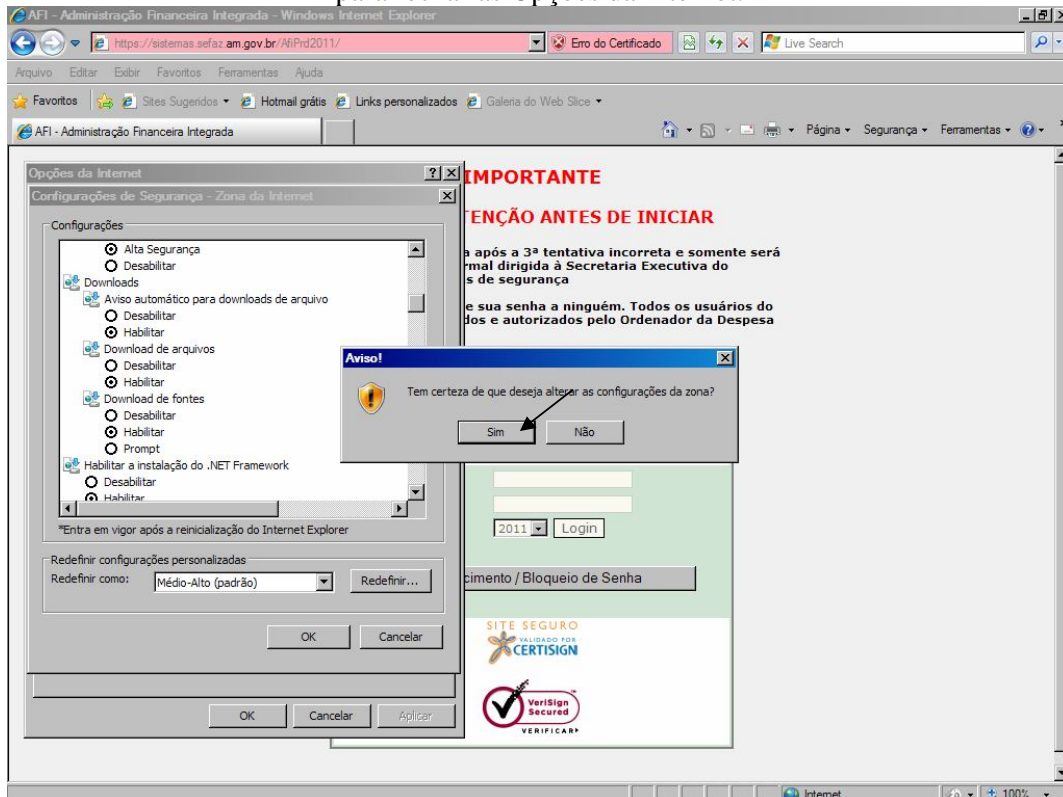 AFI - Administração Financeira Integrada - Windows Internet Explorer
https://sistemas.sefaz.am.gov.br/AfiPrd2011/
Erro do Certificado
Live Search
Arquivo Editar Exibir Favoritos Ferramentas Ajuda
Favoritos Sites Sugeridos Hotmail grátis Links personalizados Galeria do Web Slice
AFI - Administração Financeira Integrada
Página Segurança Ferramentas
Opções da Internet
Configurações de Segurança - Zona da Internet
Configurações
Alta Segurança
Desabilitar
Downloads
Aviso automático para downloads de arquivo
Desabilitar
Habilitar
Download de arquivos
Desabilitar
Habilitar
Download de fontes
Desabilitar
Habilitar
Prompt
Habilitar a instalação do .NET Framework
Desabilitar
Habilitar
*Entra em vigor após a reinicialização do Internet Explorer
Redefinir configurações personalizadas
Redefinir como: Médio-Alto (padrão) Redefinir...
OK Cancelar
OK Cancelar Aplicar
IMPORTANTE
TENÇÃO ANTES DE INICIAR
a após a 3ª tentativa incorreta e somente será
rmal dirigida à Secretaria Executiva do
s de segurança
e sua senha a ninguém. Todos os usuários do
dos e autorizados pelo Ordenador da Despesa
Aviso!
Tem certeza de que deseja alterar as configurações da zona?
Sim Não
2011 Login
cimento / Bloqueio de Senha
SITE SEGURO
VALIDADO POR
CERTISIGN
VeriSign
Secured
VERIFICAR
Internet 100%